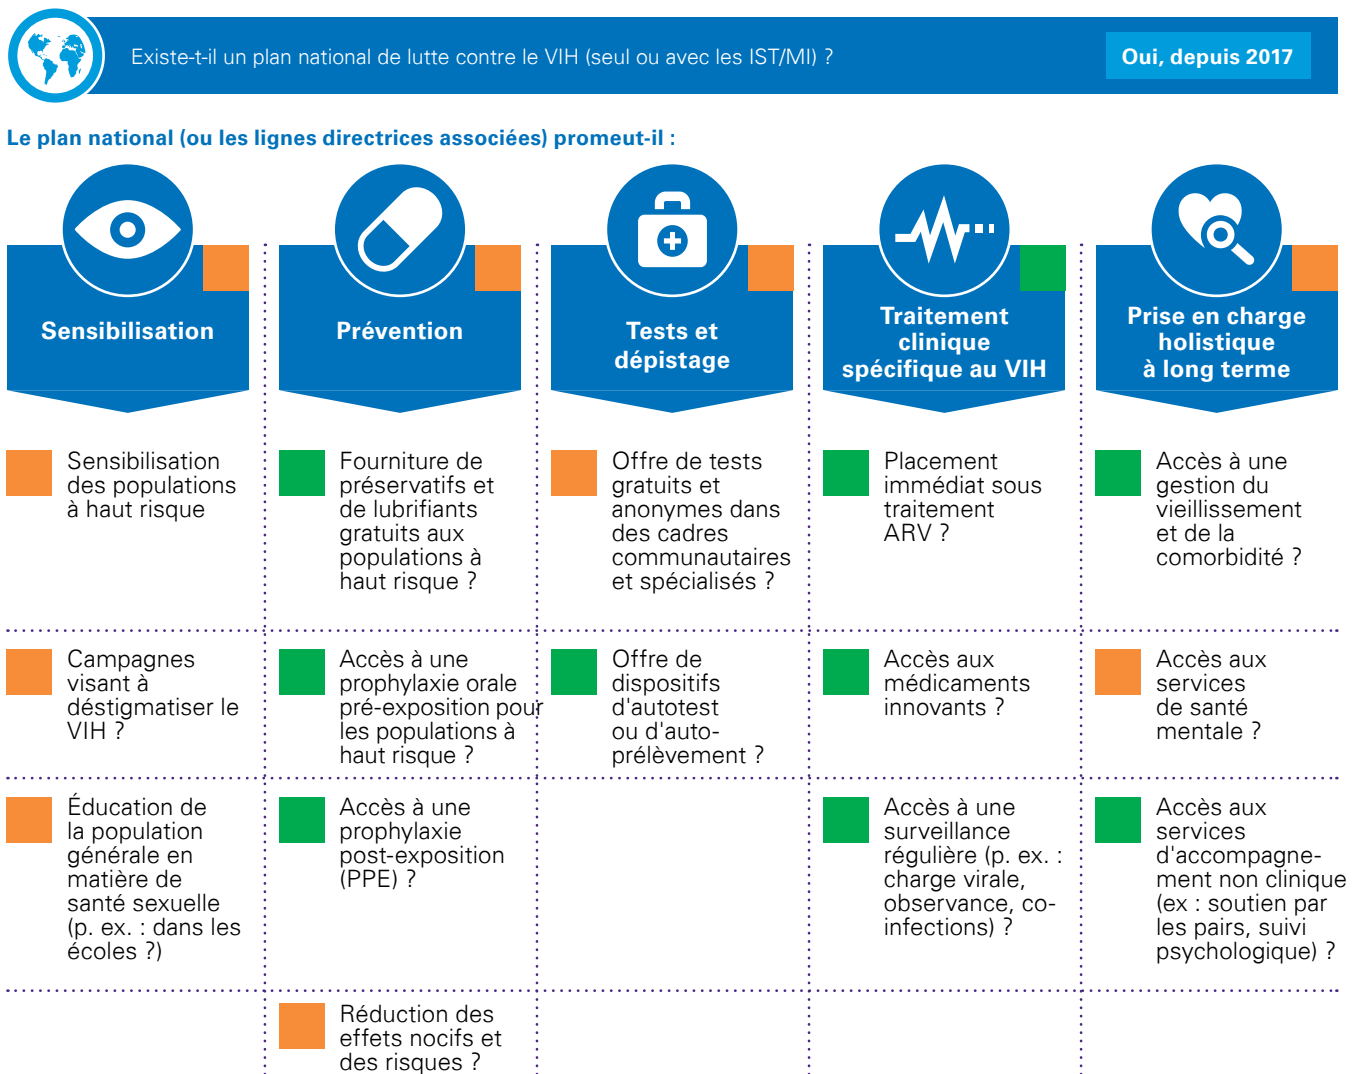 Existe-t-il un plan national de lutte contre le VIH (seul ou avec les IST/MI) ?
Oui, depuis 2017
Le plan national (ou les lignes directrices associées) promeut-il :
Sensibilisation
Prévention
Tests et
dépistage
Traitement
clinique
spécifique au VIH
Prise en charge
holistique
à long terme
Sensibilisation
des populations
à haut risque
Fourniture de
préservatifs et
de lubrifiants
gratuits aux
populations à
haut risque ?
Offre de tests
gratuits et
anonymes dans
des cadres
communautaires
et spécialisés ?
Placement
immédiat sous
traitement
ARV ?
Accès à une
gestion du
vieillissement
et de la
comorbidité ?
Campagnes
visant à
déstigmatiser le
VIH ?
Accès à une
prophylaxie orale
pré-exposition pour
les populations à
haut risque ?
Offre de
dispositifs
d'autotest
ou d'auto-
prélèvement ?
Accès aux
médicaments
innovants ?
Accès aux
services
de santé
mentale ?
Éducation de
la population
générale en
matière de
santé sexuelle
(p. ex. : dans les
écoles ?)
Accès à une
prophylaxie
post-exposition
(PPE) ?
Accès à une
surveillance
régulière (p. ex. :
charge virale,
observance, co-
infections) ?
Accès aux
services
d'accompagne-
ment non clinique
(ex : soutien par
les pairs, suivi
psychologique) ?
Réduction des
effets nocifs et
des risques ?